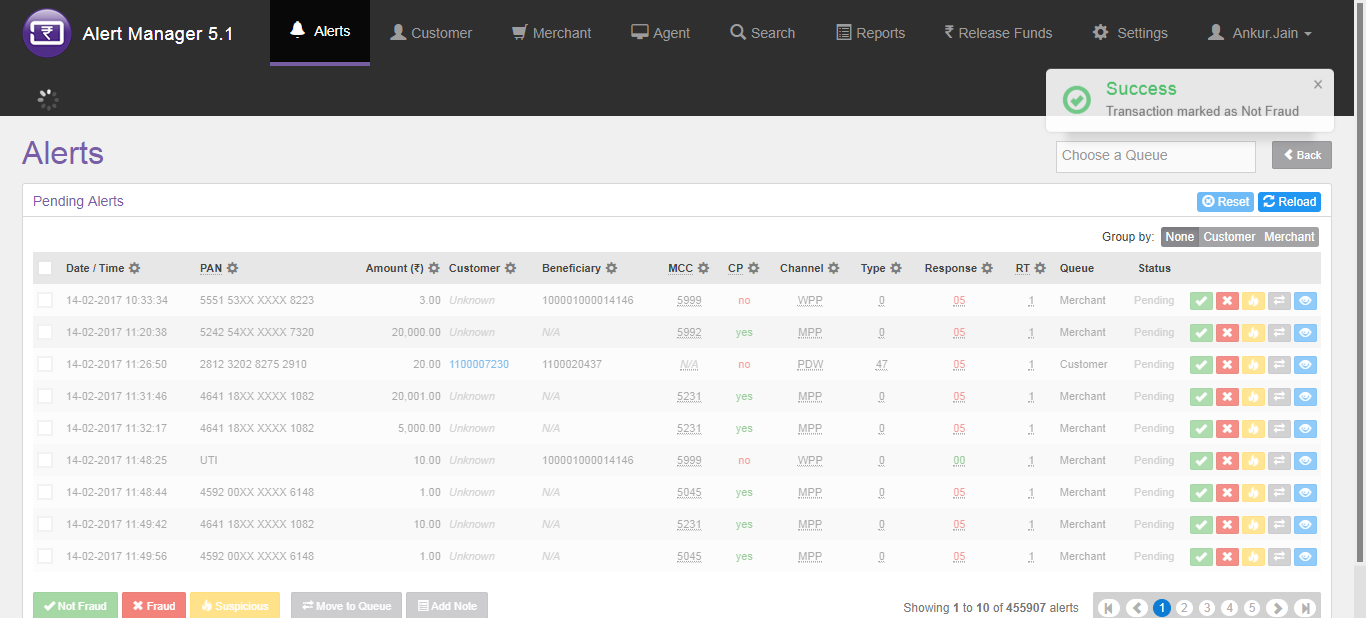 Alert Manager 5.1
Alerts Customer Merchant Agent Search Reports ₹ Release Funds Settings Ankur.Jain
Success
Transaction marked as Not Fraud
×
Alerts
Choose a Queue
Back
Pending Alerts
Reset Reload
Group by: None Customer Merchant
Date / Time PAN Amount (₹) Customer Beneficiary MCC CP Channel Type Response RT Queue Status
14-02-2017 10:33:34 5551 53XX XXXX 8223 3.00 Unknown 100001000014146 5999 no WPP 0 05 1 Merchant Pending
14-02-2017 11:20:38 5242 54XX XXXX 7320 20,000.00 Unknown N/A 5992 yes MPP 0 05 1 Merchant Pending
14-02-2017 11:26:50 2812 3202 8275 2910 20.00 1100007230 1100020437 N/A no PDW 47 05 1 Customer Pending
14-02-2017 11:31:46 4641 18XX XXXX 1082 20,001.00 Unknown N/A 5231 yes MPP 0 05 1 Merchant Pending
14-02-2017 11:32:17 4641 18XX XXXX 1082 5,000.00 Unknown N/A 5231 yes MPP 0 05 1 Merchant Pending
14-02-2017 11:48:25 UTI 10.00 Unknown 100001000014146 5999 no WPP 0 00 1 Merchant Pending
14-02-2017 11:48:44 4592 00XX XXXX 6148 1.00 Unknown N/A 5045 yes MPP 0 05 1 Merchant Pending
14-02-2017 11:49:42 4641 18XX XXXX 1082 10.00 Unknown N/A 5231 yes MPP 0 05 1 Merchant Pending
14-02-2017 11:49:56 4592 00XX XXXX 6148 1.00 Unknown N/A 5045 yes MPP 0 05 1 Merchant Pending
Not Fraud Fraud Suspicious Move to Queue Add Note Showing 1 to 10 of 455907 alerts 1 2 3 4 5